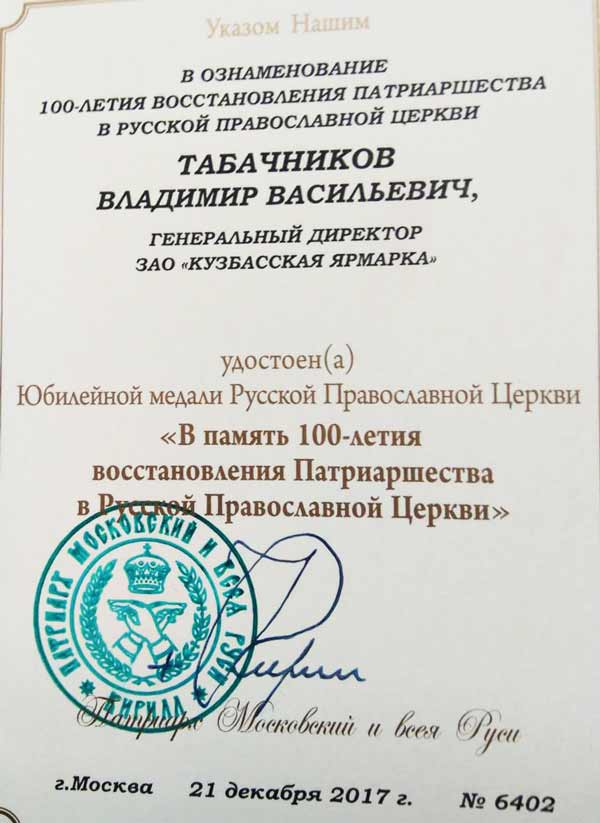 Указом Нашим
В ОЗНАМЕНОВАНИЕ
100-ЛЕТИЯ ВОССТАНОВЛЕНИЯ ПАТРИАРШЕСТВА
В РУССКОЙ ПРАВОСЛАВНОЙ ЦЕРКВИ
ТАБАЧНИКОВ
ВЛАДИМИР ВАСИЛЬЕВИЧ,
ГЕНЕРАЛЬНЫЙ ДИРЕКТОР
ЗАО «КУЗБАССКАЯ ЯРМАРКА»
удостоен(а)
Юбилейной медали Русской Православной Церкви
«В память 100-летия
восстановления Патриаршества
в Русской Православной Церкви»
ПАТРИАРХ МОСКОВСКИЙ И ВСЕЯ РУСИ
КИРИЛЛ
+ Кирилл
Патриарх Московский и всея Руси
г.Москва 21 декабря 2017 г. № 6402